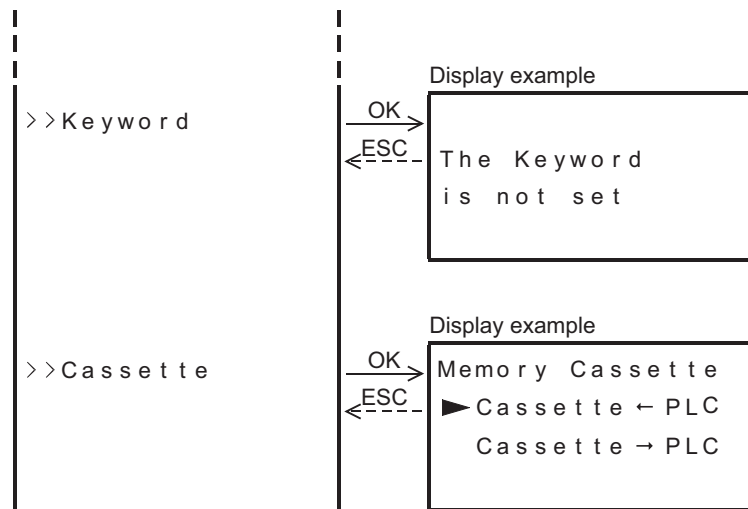 Display example
>>Keyword
OK
ESC
The Keyword
is not set
Display example
>>Cassette
OK
ESC
Memory Cassette
►Cassette ← PLC
Cassette → PLC